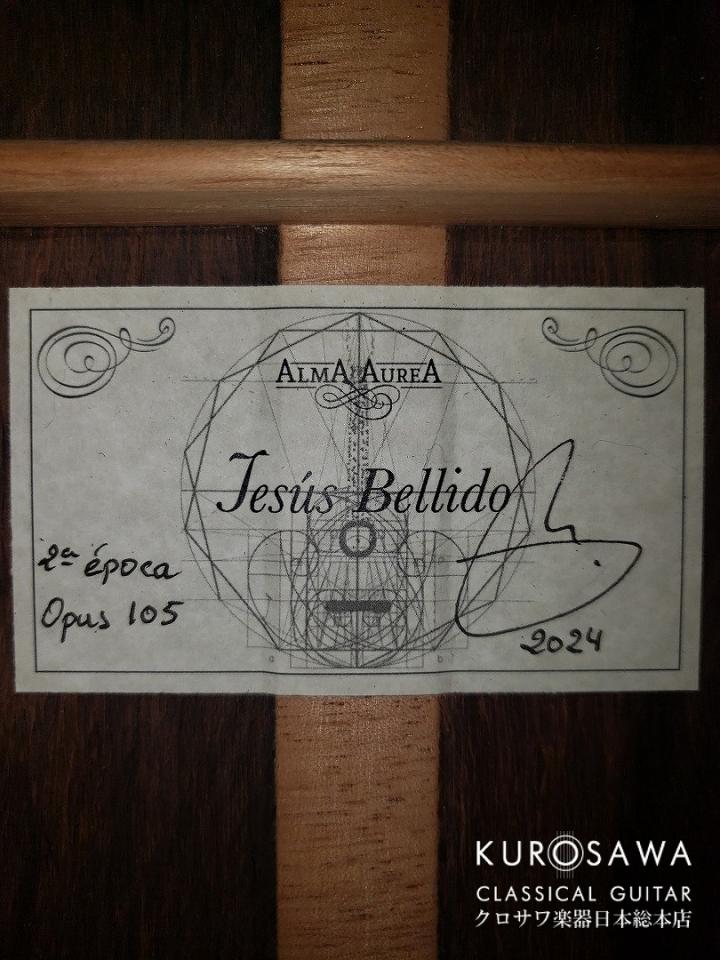 ALMA AUREA
Jesús Bellido
2ª época
Opus 105
2024
KUROSAWA
CLASSICAL GUITAR
クロサワ楽器日本総本店